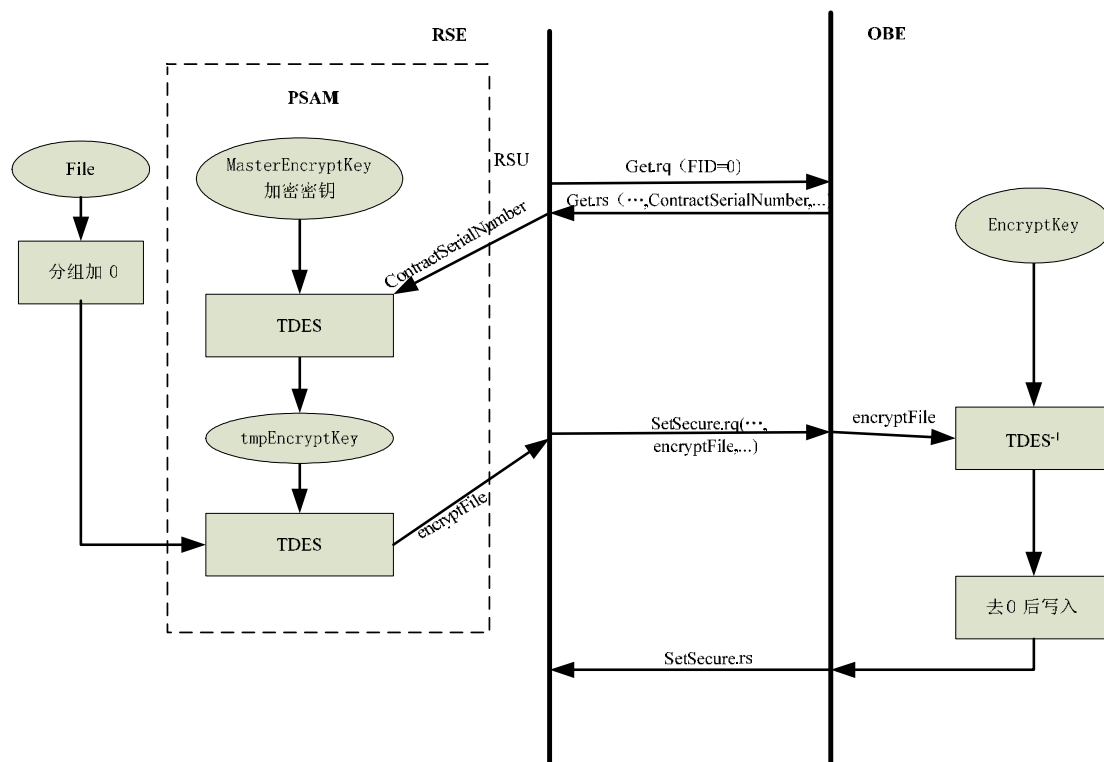 RSE
OBE
PSAM
File
MasterEncryptKey
加密密钥
RSU
Get.rq（FID=0）
Get.rs（…,ContractSerialNumber,...）
ContractSerialNumber
EncryptKey
分组加 0
TDES
tmpEncryptKey
SetSecure.rq(…,
encryptFile,...)
encryptFile
TDES-1
encryptFile
TDES
去0 后写入
SetSecure.rs